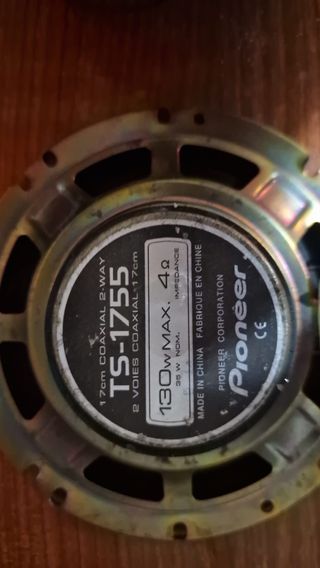 17cm COAXIAL 2-WAY
TS-1755
2 VOIES COAXIAL 17cm
130W MAX. 4Ω
35 W NOM. IMPEDANCE
MADE IN CHINA FABRIQUE EN CHINE
PIONEER CORPORATION
Pioneer CE